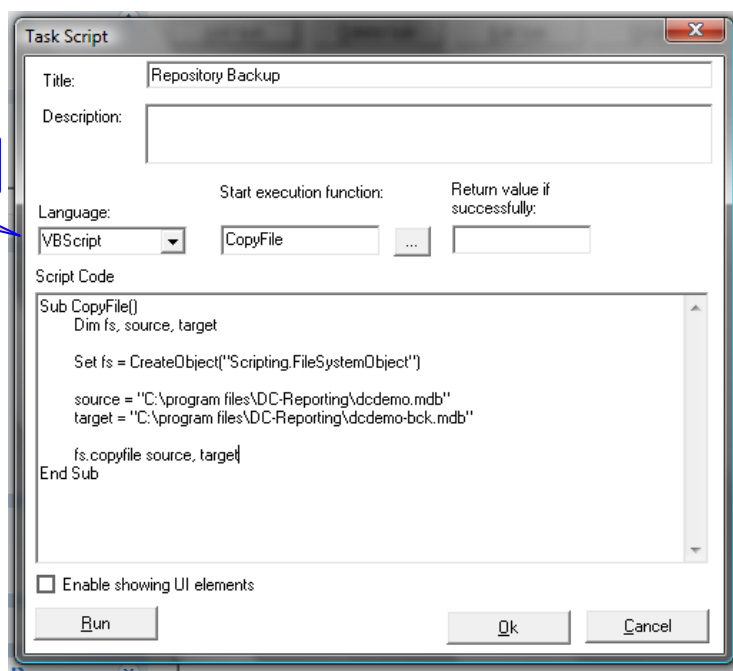 Task Script
Title:
Repository Backup
Description:
Start execution function:
Return value if
successfully:
Language:
VBScript
CopyFile
...
Script Code
Sub CopyFile()
Dim fs, source, target
Set fs = CreateObject("Scripting.FileSystemObject")
source = "C:\program files\DC-Reporting\dcdemo.mdb"
target = "C:\program files\DC-Reporting\dcdemo-bck.mdb"
fs.copyfile source, target
End Sub
Enable showing UI elements
Run
Ok
Cancel